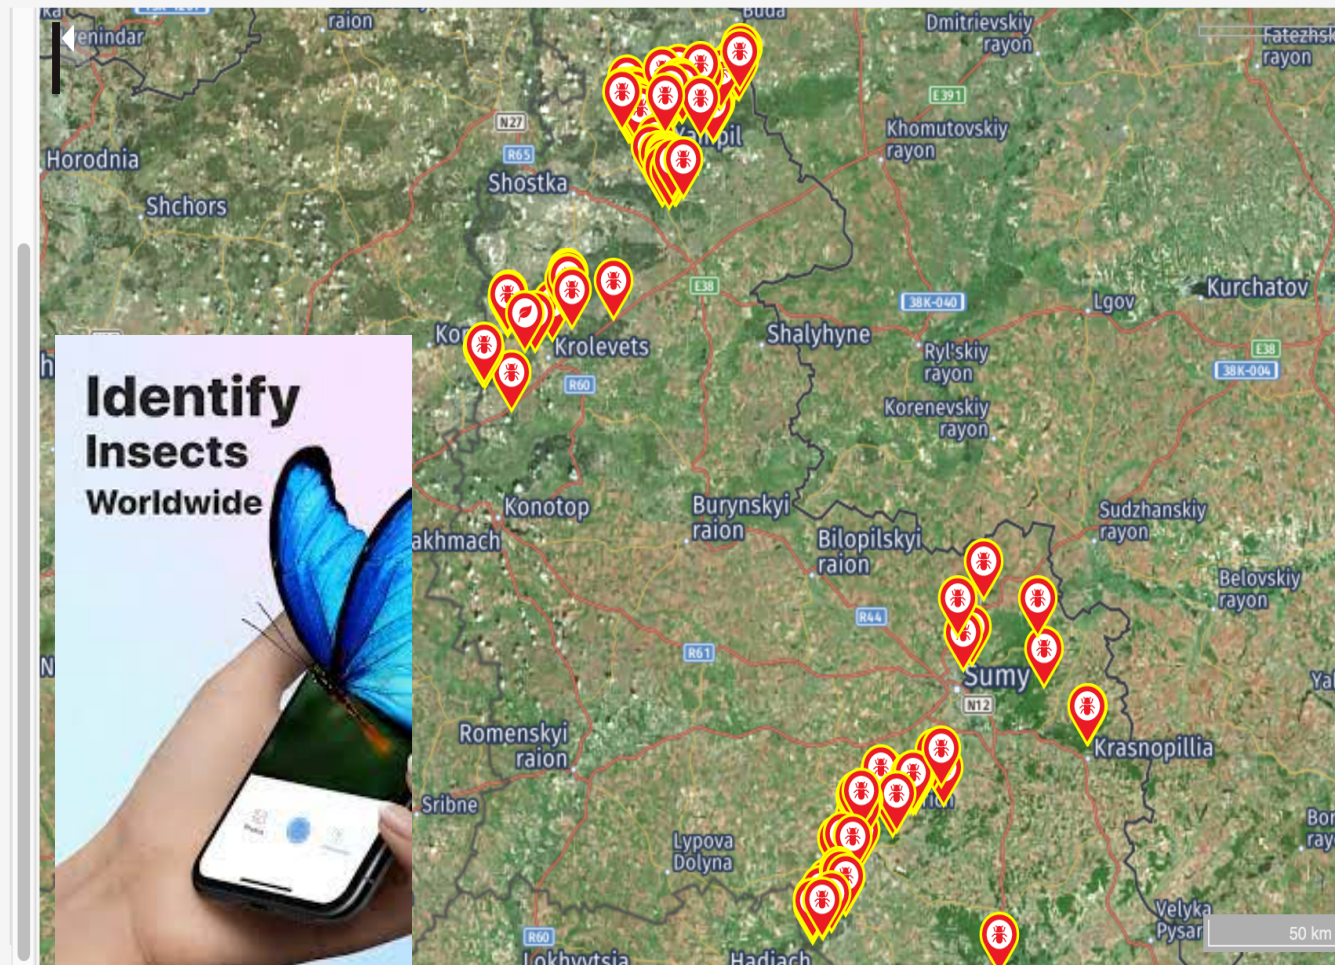 enindar
raion
Buda
Dmitrievskiy
rayon
Fatezhsk
rayon
E391
N27
Khomutovskiy
rayon
Horodnia
R65
Shostka
Shchors
E38
38K-040
Lgov
Kurchatov
Krolevets
Shalyhyne
Ryl'skiy
rayon
E38
38K-004
R60
Korenevskiy
rayon
Identify
Insects
Worldwide
Konotop
Burynskyi
raion
Sudzhanskiy
rayon
akhmach
Bilopilskyi
raion
Belovskiy
rayon
R44
R61
Sumy
N12
Romenskyi
raion
Krasnopillia
Sribne
Lypova
Dolyna
Velyka
Pysar
R60
50 km
Lokhvytsia
Hadiach